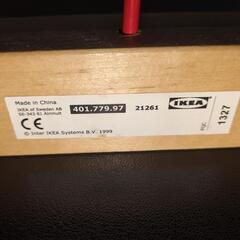 Made in China
IKEA of Sweden AB
SE-343 81 Älmhult
401.779.97
21261
IKEA
CE
© Inter IKEA Systems B.V. 1999
PQC
1327